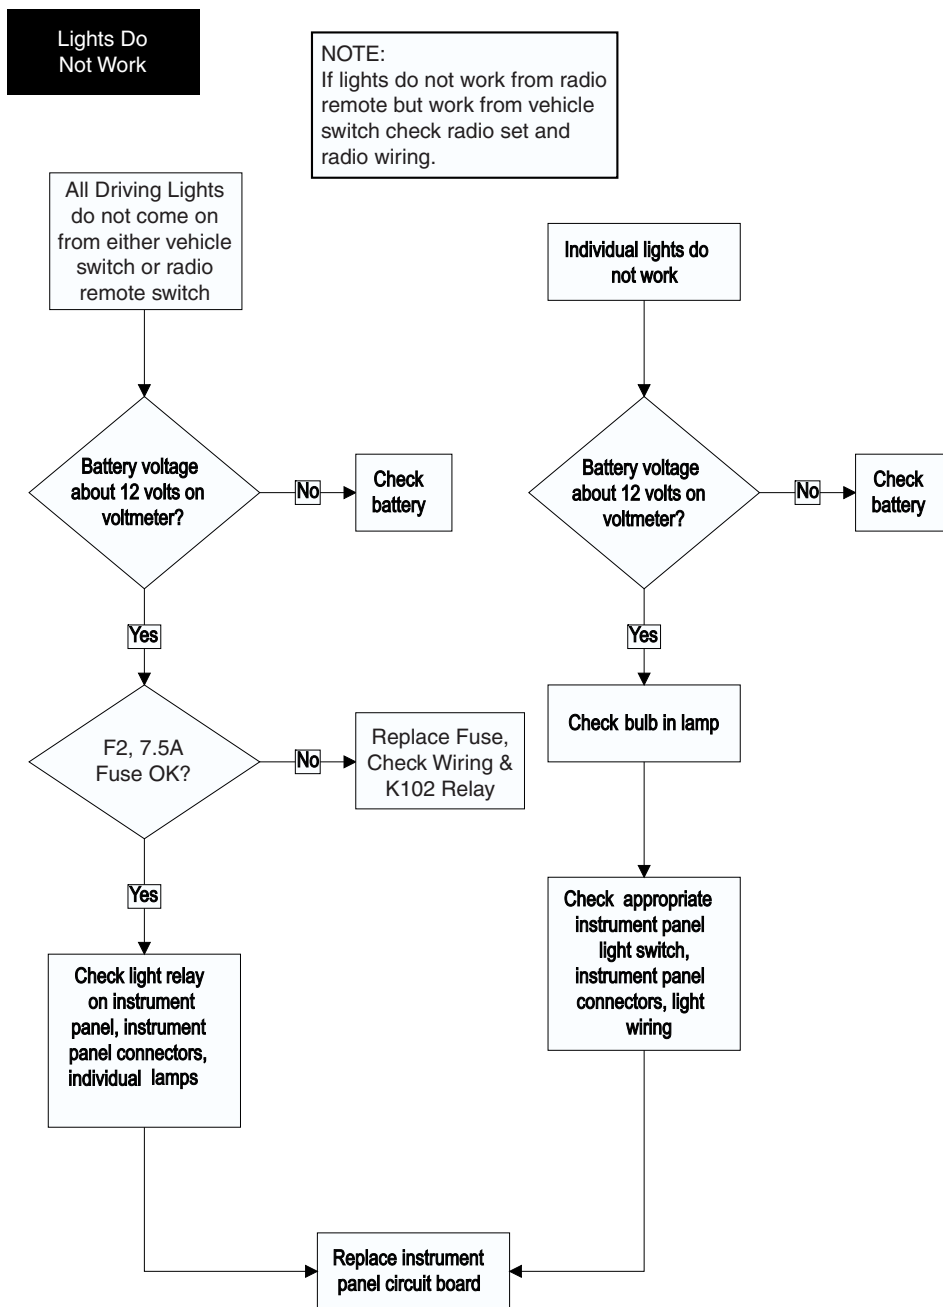 Lights Do
Not Work
NOTE:
If lights do not work from radio
remote but work from vehicle
switch check radio set and
radio wiring.
All Driving Lights
do not come on
from either vehicle
switch or radio
remote switch
Battery voltage
about 12 volts on
voltmeter?
No
Check
battery
Yes
F2, 7.5A
Fuse OK?
No
Replace Fuse,
Check Wiring &
K102 Relay
Yes
Check light relay
on instrument
panel, instrument
panel connectors,
individual lamps
Individual lights do
not work
Battery voltage
about 12 volts on
voltmeter?
No
Check
battery
Yes
Check bulb in lamp
Check appropriate
instrument panel
light switch,
instrument panel
connectors, light
wiring
Replace instrument
panel circuit board